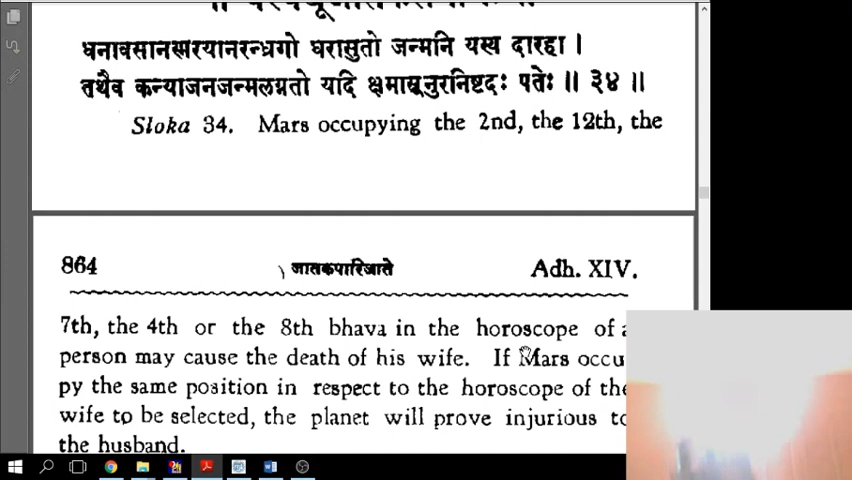 धनावसानस्मरयानरन्ध्रगो धरासुतो जन्मनि यस्य दारहा ।
तथैव कन्याजनजन्मलग्नतो यदि क्षमासूनुरनिष्टदः पतेः ॥ ३४ ॥
Sloka 34. Mars occupying the 2nd, the 12th, the
864 जातकपारिजाते Adh. XIV.
7th, the 4th or the 8th bhava in the horoscope of
person may cause the death of his wife. If Mars occu
py the same position in respect to the horoscope of the
wife to be selected, the planet will prove injurious to
the husband.